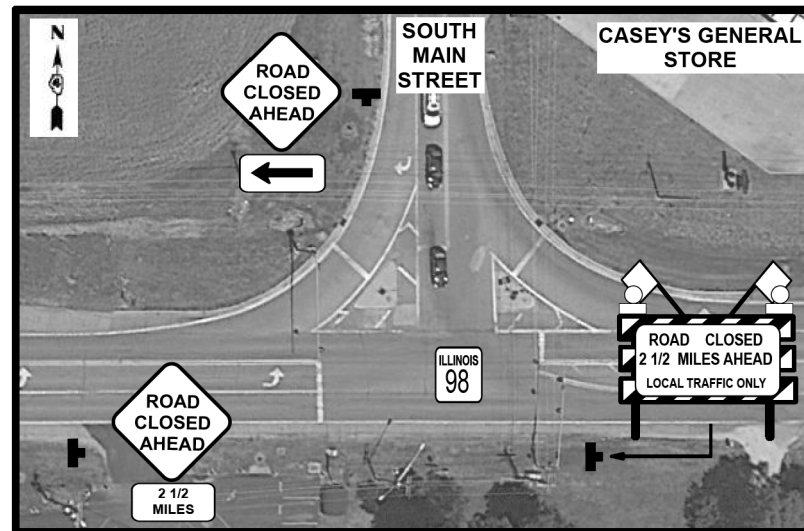 N
SOUTH
MAIN
STREET
CASEY'S GENERAL
STORE
ROAD
CLOSED
AHEAD
ILLINOIS
98
ROAD CLOSED
2 1/2 MILES AHEAD
LOCAL TRAFFIC ONLY
ROAD
CLOSED
AHEAD
2 1/2
MILES